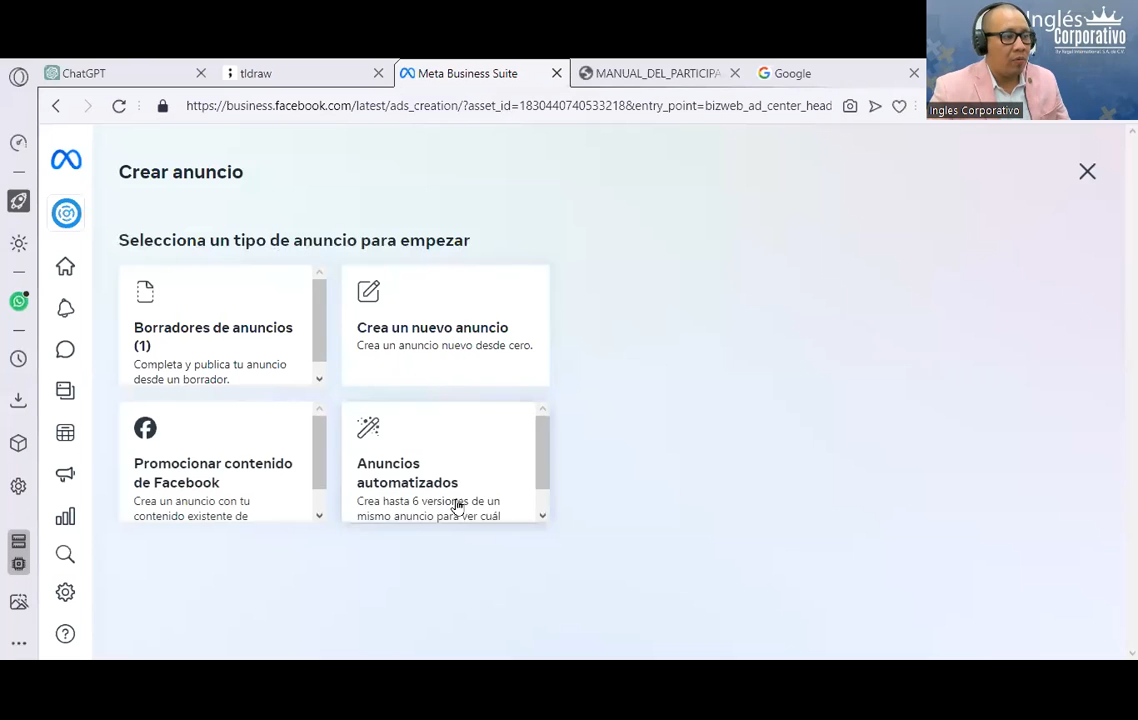 ChatGPT
tldraw
Meta Business Suite
MANUAL_DEL_PARTICIPA
Google
https://business.facebook.com/latest/ads_creation/?asset_id=1830440740533218&entry_point=bizweb_ad_center_head
Inglés
Corporativo
Ingles Corporativo
Crear anuncio
Selecciona un tipo de anuncio para empezar
Borradores de anuncios
(1)
Completa y publica tu anuncio
desde un borrador.
Crea un nuevo anuncio
Crea un anuncio nuevo desde cero.
Promocionar contenido
de Facebook
Crea un anuncio con tu
contenido existente de
Anuncios
automatizados
Crea hasta 6 versiones de un
mismo anuncio para ver cuál